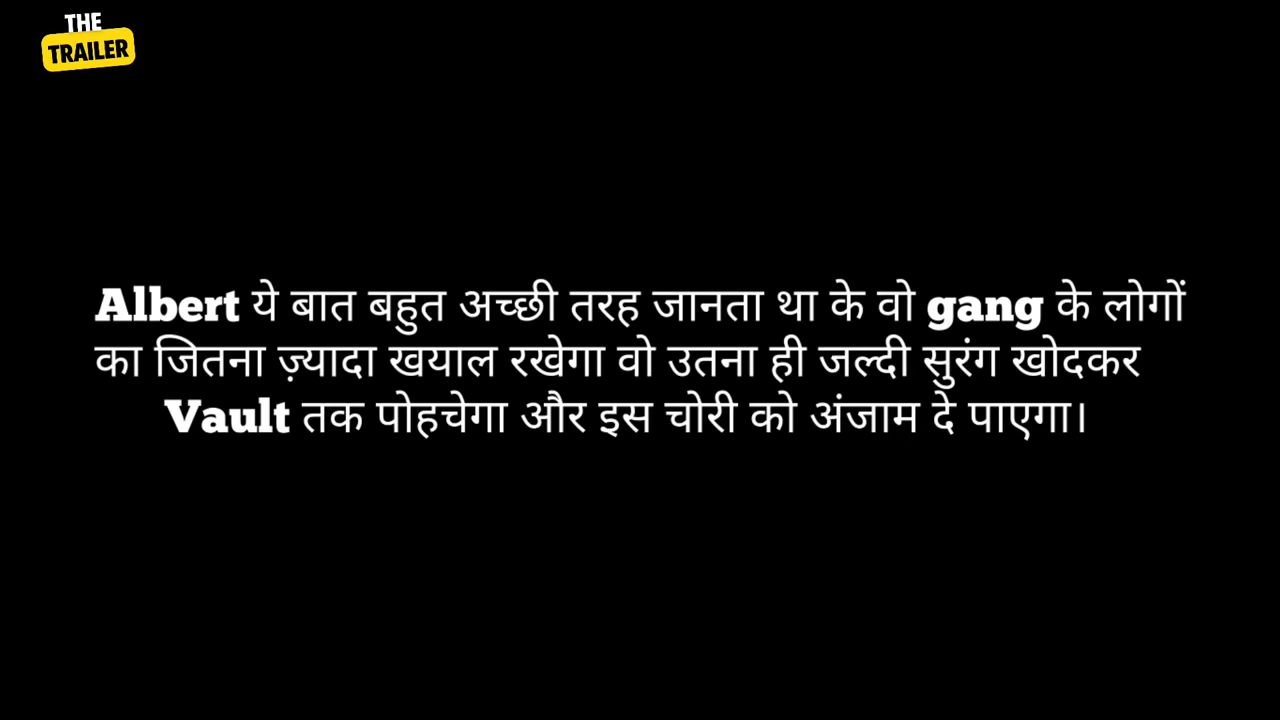 THE
TRAILER
Albert ये बात बहुत अच्छी तरह जानता था के वो gang के लोगों
का जितना ज़्यादा खयाल रखेगा वो उतना ही जल्दी सुरंग खोदकर
Vault तक पोहचेगा और इस चोरी को अंजाम दे पाएगा।